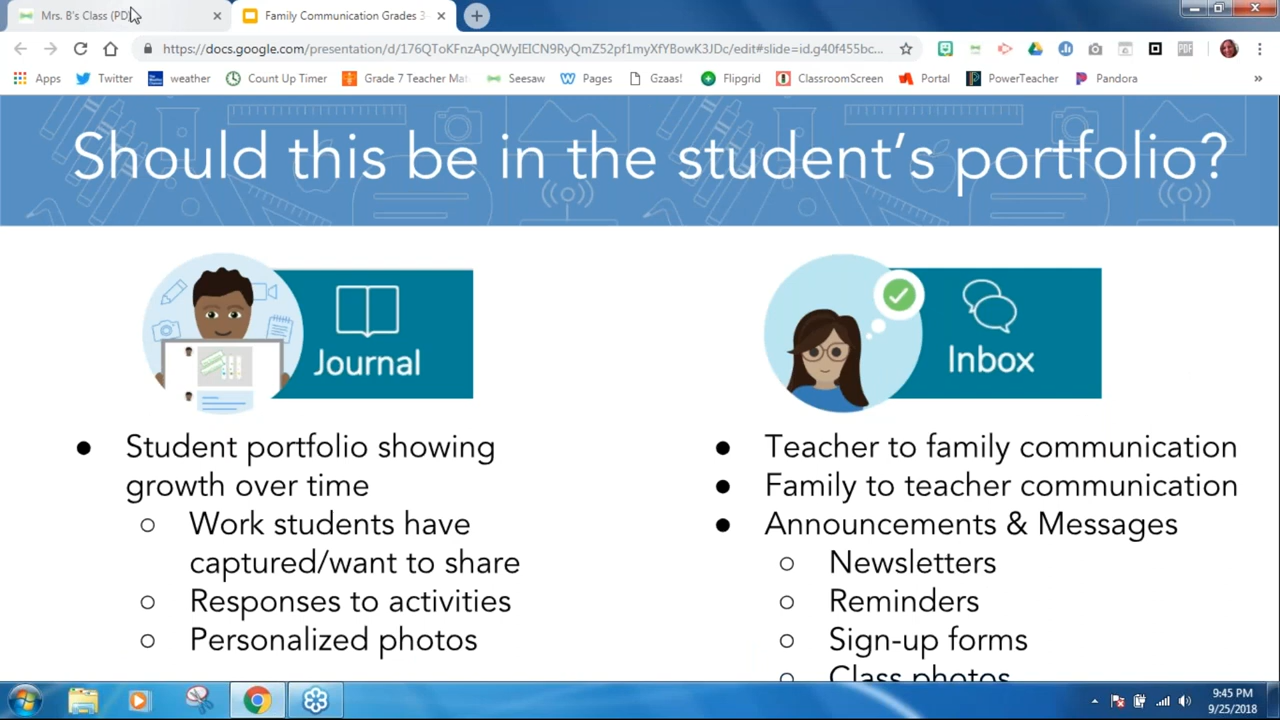 Mrs. B's Class (PD)
Family Communication Grades 3
https://docs.google.com/presentation/d/176QToKFnzApQWyIEICN9RyQmZ52pf1myXfYBowK3JDc/edit#slide=id.g40f455bc...
Apps Twitter weather Count Up Timer Grade 7 Teacher Mat Seesaw Pages Gzaas! Flipgrid ClassroomScreen Portal PowerTeacher Pandora »
Should this be in the student's portfolio?
Journal
Inbox
● Student portfolio showing
growth over time
○ Work students have
captured/want to share
○ Responses to activities
○ Personalized photos
● Teacher to family communication
● Family to teacher communication
● Announcements & Messages
○ Newsletters
○ Reminders
○ Sign-up forms
○ Class photos
9:45 PM
9/25/2018